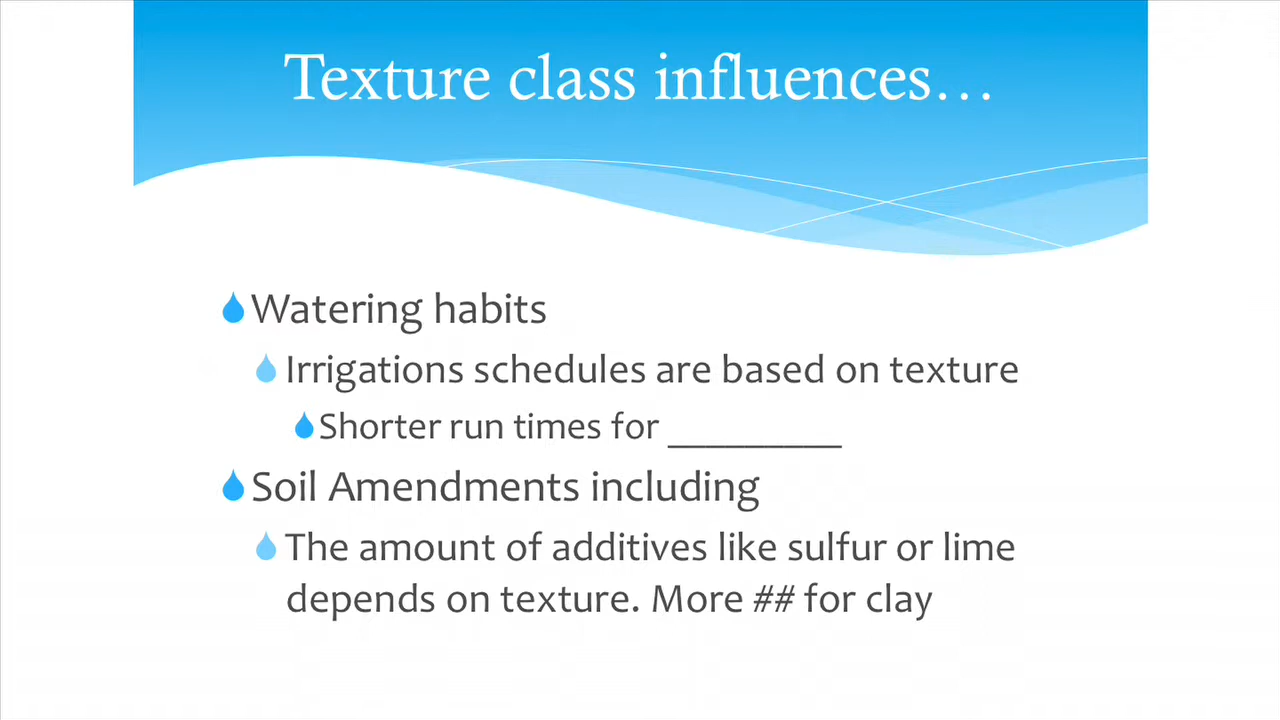 Texture class influences…
Watering habits
Irrigations schedules are based on texture
Shorter run times for _________
Soil Amendments including
The amount of additives like sulfur or lime
depends on texture. More ## for clay